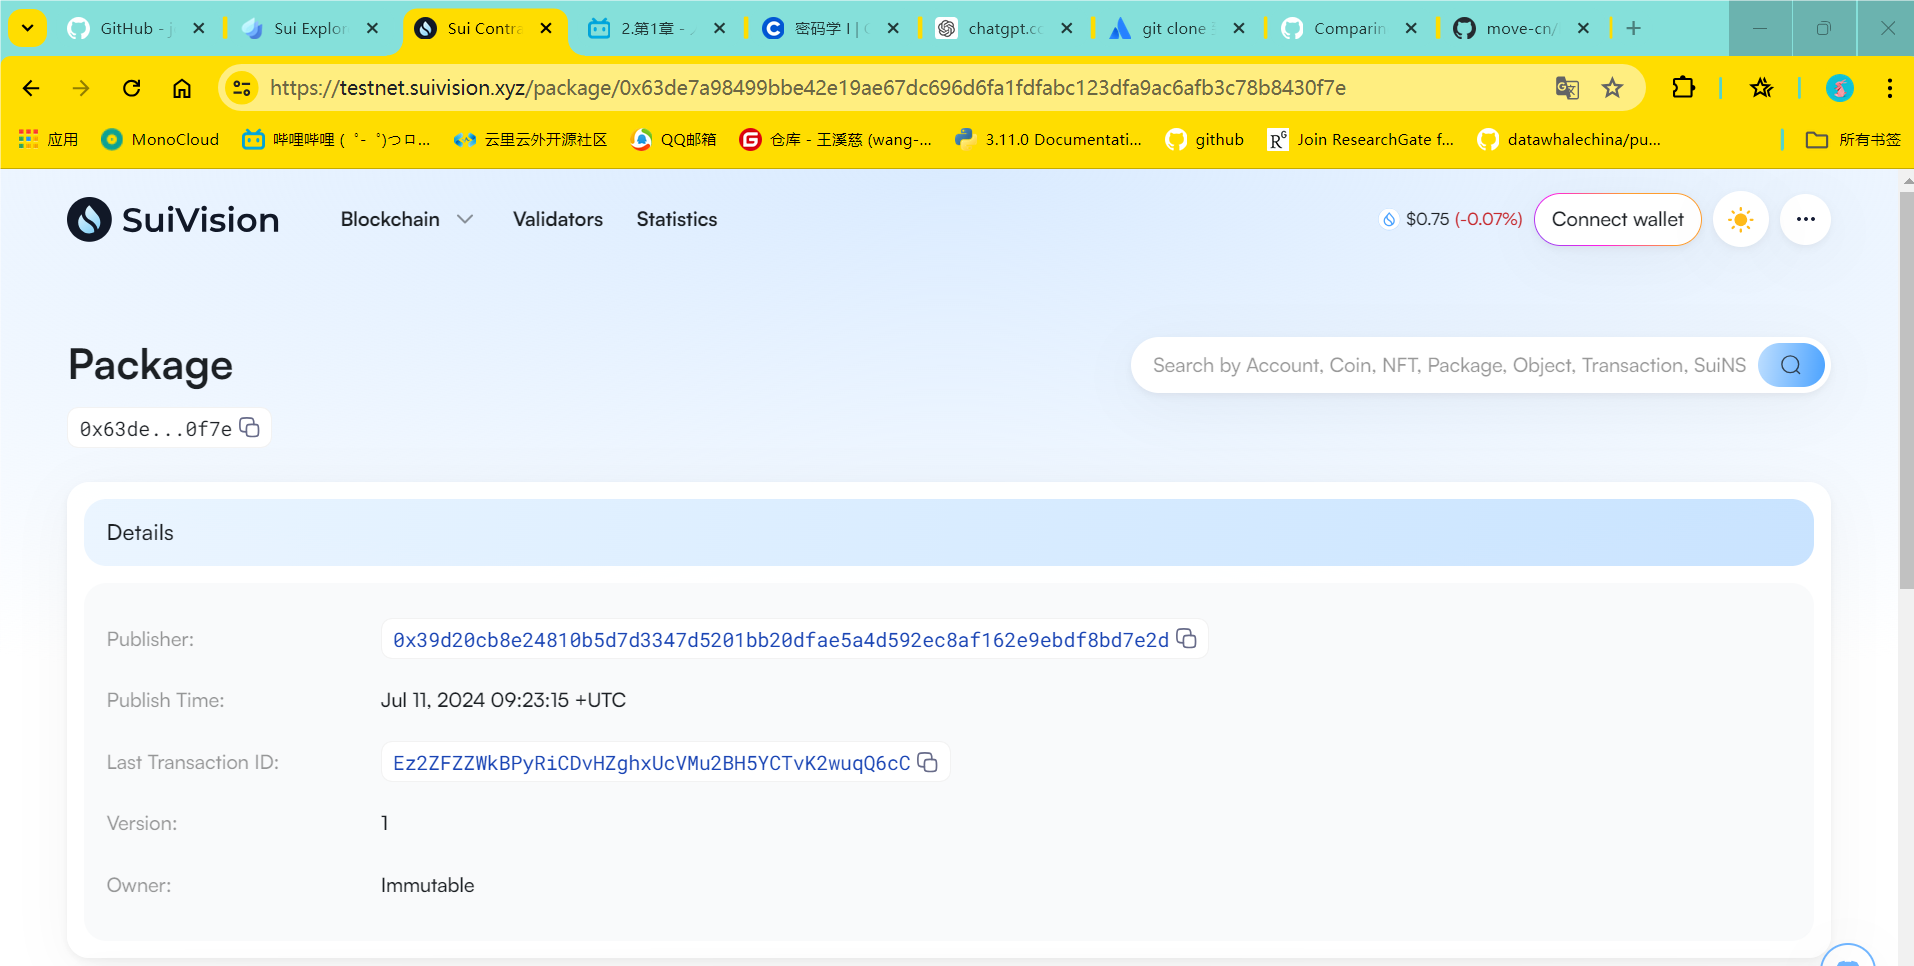 GitHub - j
Sui Explor
Sui Contra
2.第1章 -
密码学 I |
chatgpt.cc
git clone
Comparin
move-cn/
https://testnet.suivision.xyz/package/0x63de7a98499bbe42e19ae67dc696d6fa1fdfabc123dfa9ac6afb3c78b8430f7e
应用
MonoCloud
哔哩哔哩 ( ゜- ゜)つロ...
云里云外开源社区
QQ邮箱
仓库 - 王溪慈 (wang-...
3.11.0 Documentati...
github
Join ResearchGate f...
datawhalechina/pu...
所有书签
SuiVision
Blockchain
Validators
Statistics
$0.75 (-0.07%)
Connect wallet
Package
Search by Account, Coin, NFT, Package, Object, Transaction, SuiNS
0x63de...0f7e
Details
Publisher:
0x39d20cb8e24810b5d7d3347d5201bb20dfae5a4d592ec8af162e9ebdf8bd7e2d
Publish Time:
Jul 11, 2024 09:23:15 +UTC
Last Transaction ID:
Ez2ZFZZWkBPyRiCDvHZghxUcVMu2BH5YCTvK2wuqQ6cC
Version:
1
Owner:
Immutable